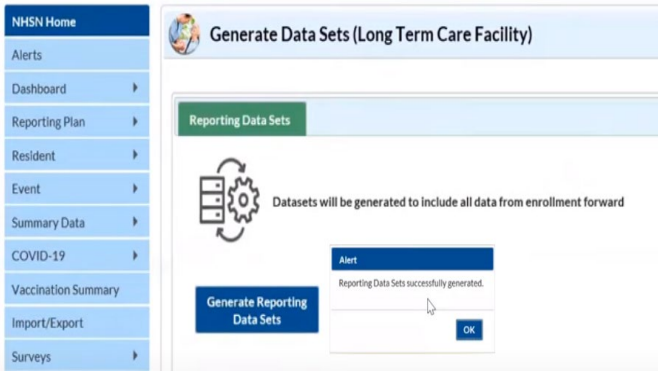 NHSN Home
Alerts
Dashboard
Reporting Plan
Resident
Event
Summary Data
COVID-19
Vaccination Summary
Import/Export
Surveys
Generate Data Sets (Long Term Care Facility)
Reporting Data Sets
Datasets will be generated to include all data from enrollment forward
Generate Reporting
Data Sets
Alert
Reporting Data Sets successfully generated.
OK